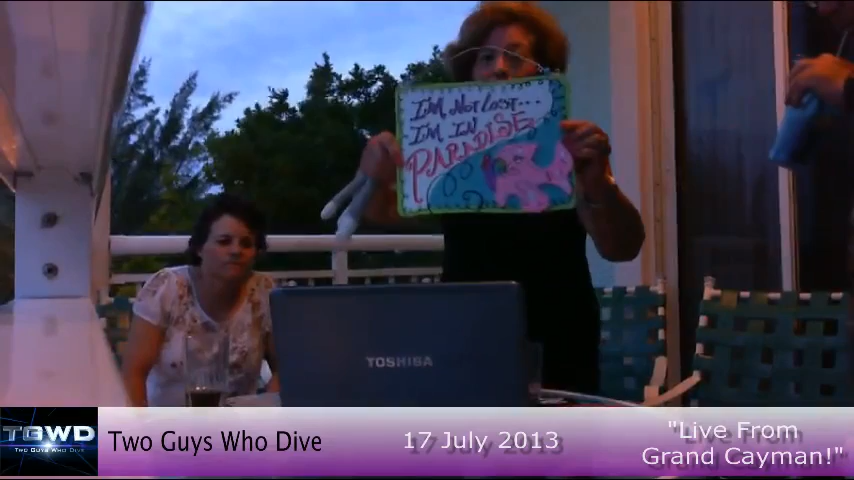 I'M NOT LOST...
I'M IN
PARADISE
TOSHIBA
TGWD
TWO GUYS WHO DIVE
Two Guys Who Dive
17 July 2013
"Live From
Grand Cayman!"